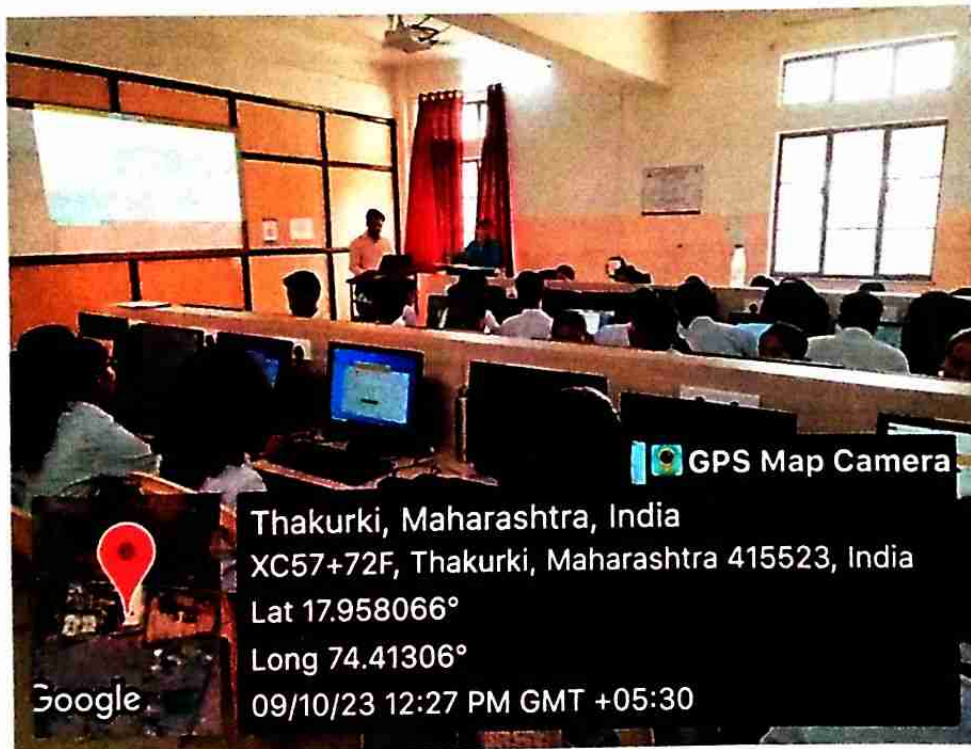 GPS Map Camera
Thakurki, Maharashtra, India
XC57+72F, Thakurki, Maharashtra 415523, India
Lat 17.958066°
Long 74.41306°
09/10/23 12:27 PM GMT +05:30
Google